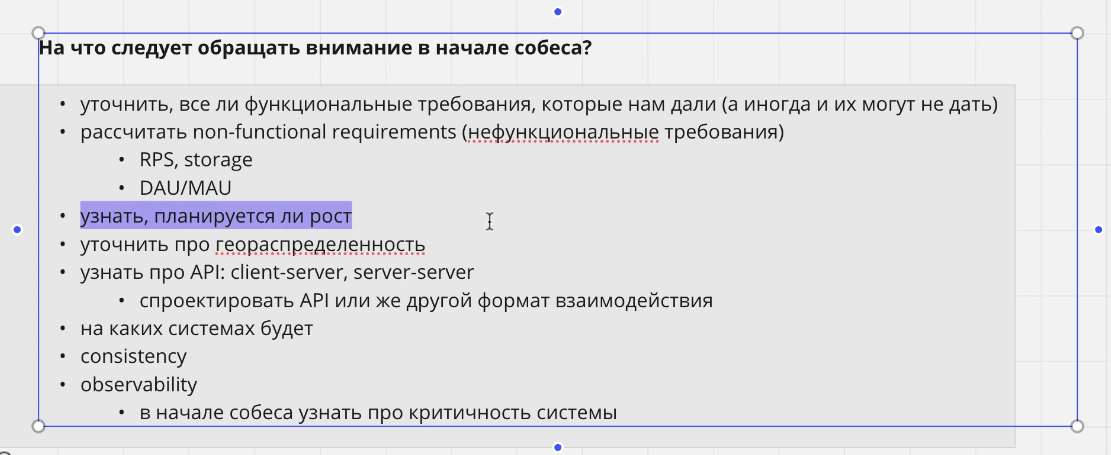 На что следует обращать внимание в начале собеса?
• уточнить, все ли функциональные требования, которые нам дали (а иногда и их могут не дать)
• рассчитать non-functional requirements (нефункциональные требования)
• RPS, storage
• DAU/MAU
• узнать, планируется ли рост
• уточнить про геораспределенность
• узнать про API: client-server, server-server
• спроектировать API или же другой формат взаимодействия
• на каких системах будет
• consistency
• observability
• в начале собеса узнать про критичность системы